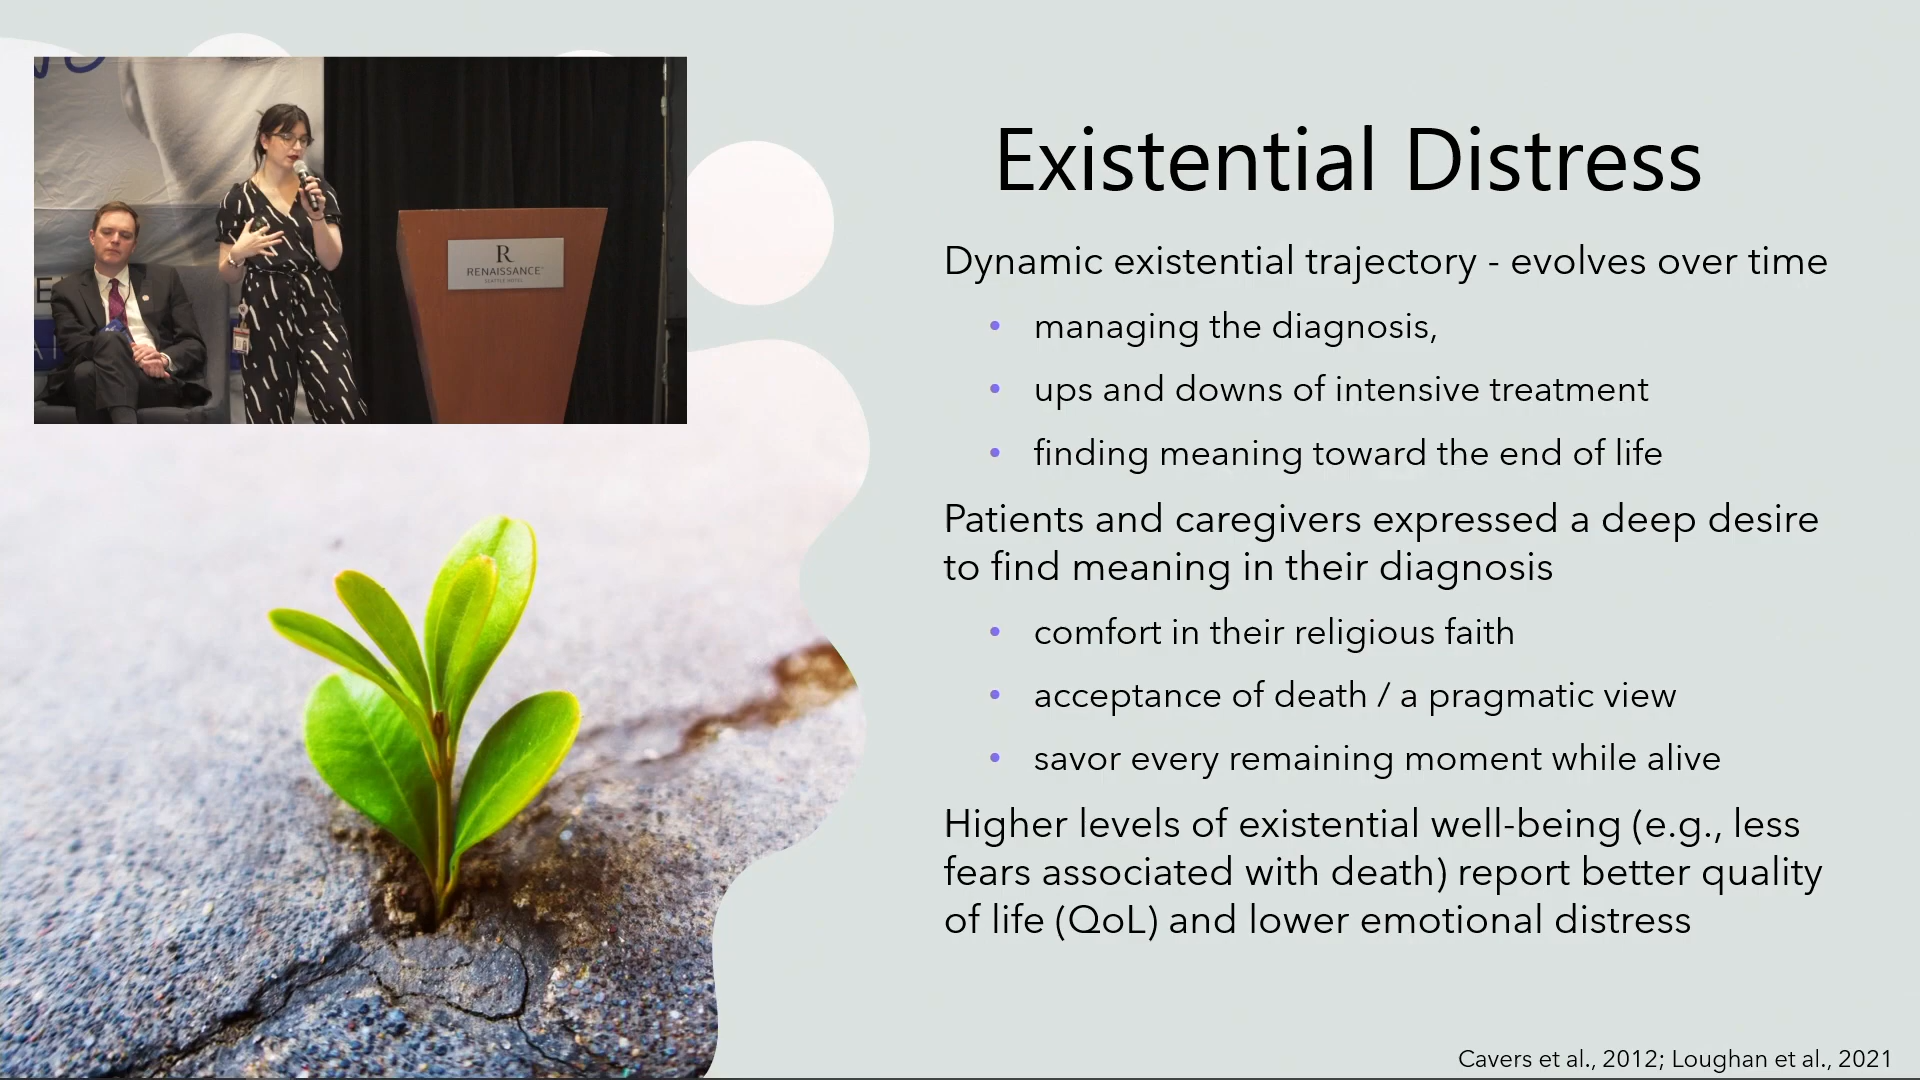 R
RENAISSANCE
SEATTLE HOTEL
Existential Distress
Dynamic existential trajectory - evolves over time
• managing the diagnosis,
• ups and downs of intensive treatment
• finding meaning toward the end of life
Patients and caregivers expressed a deep desire
to find meaning in their diagnosis
• comfort in their religious faith
• acceptance of death / a pragmatic view
• savor every remaining moment while alive
Higher levels of existential well-being (e.g., less
fears associated with death) report better quality
of life (QoL) and lower emotional distress
Cavers et al., 2012; Loughan et al., 2021